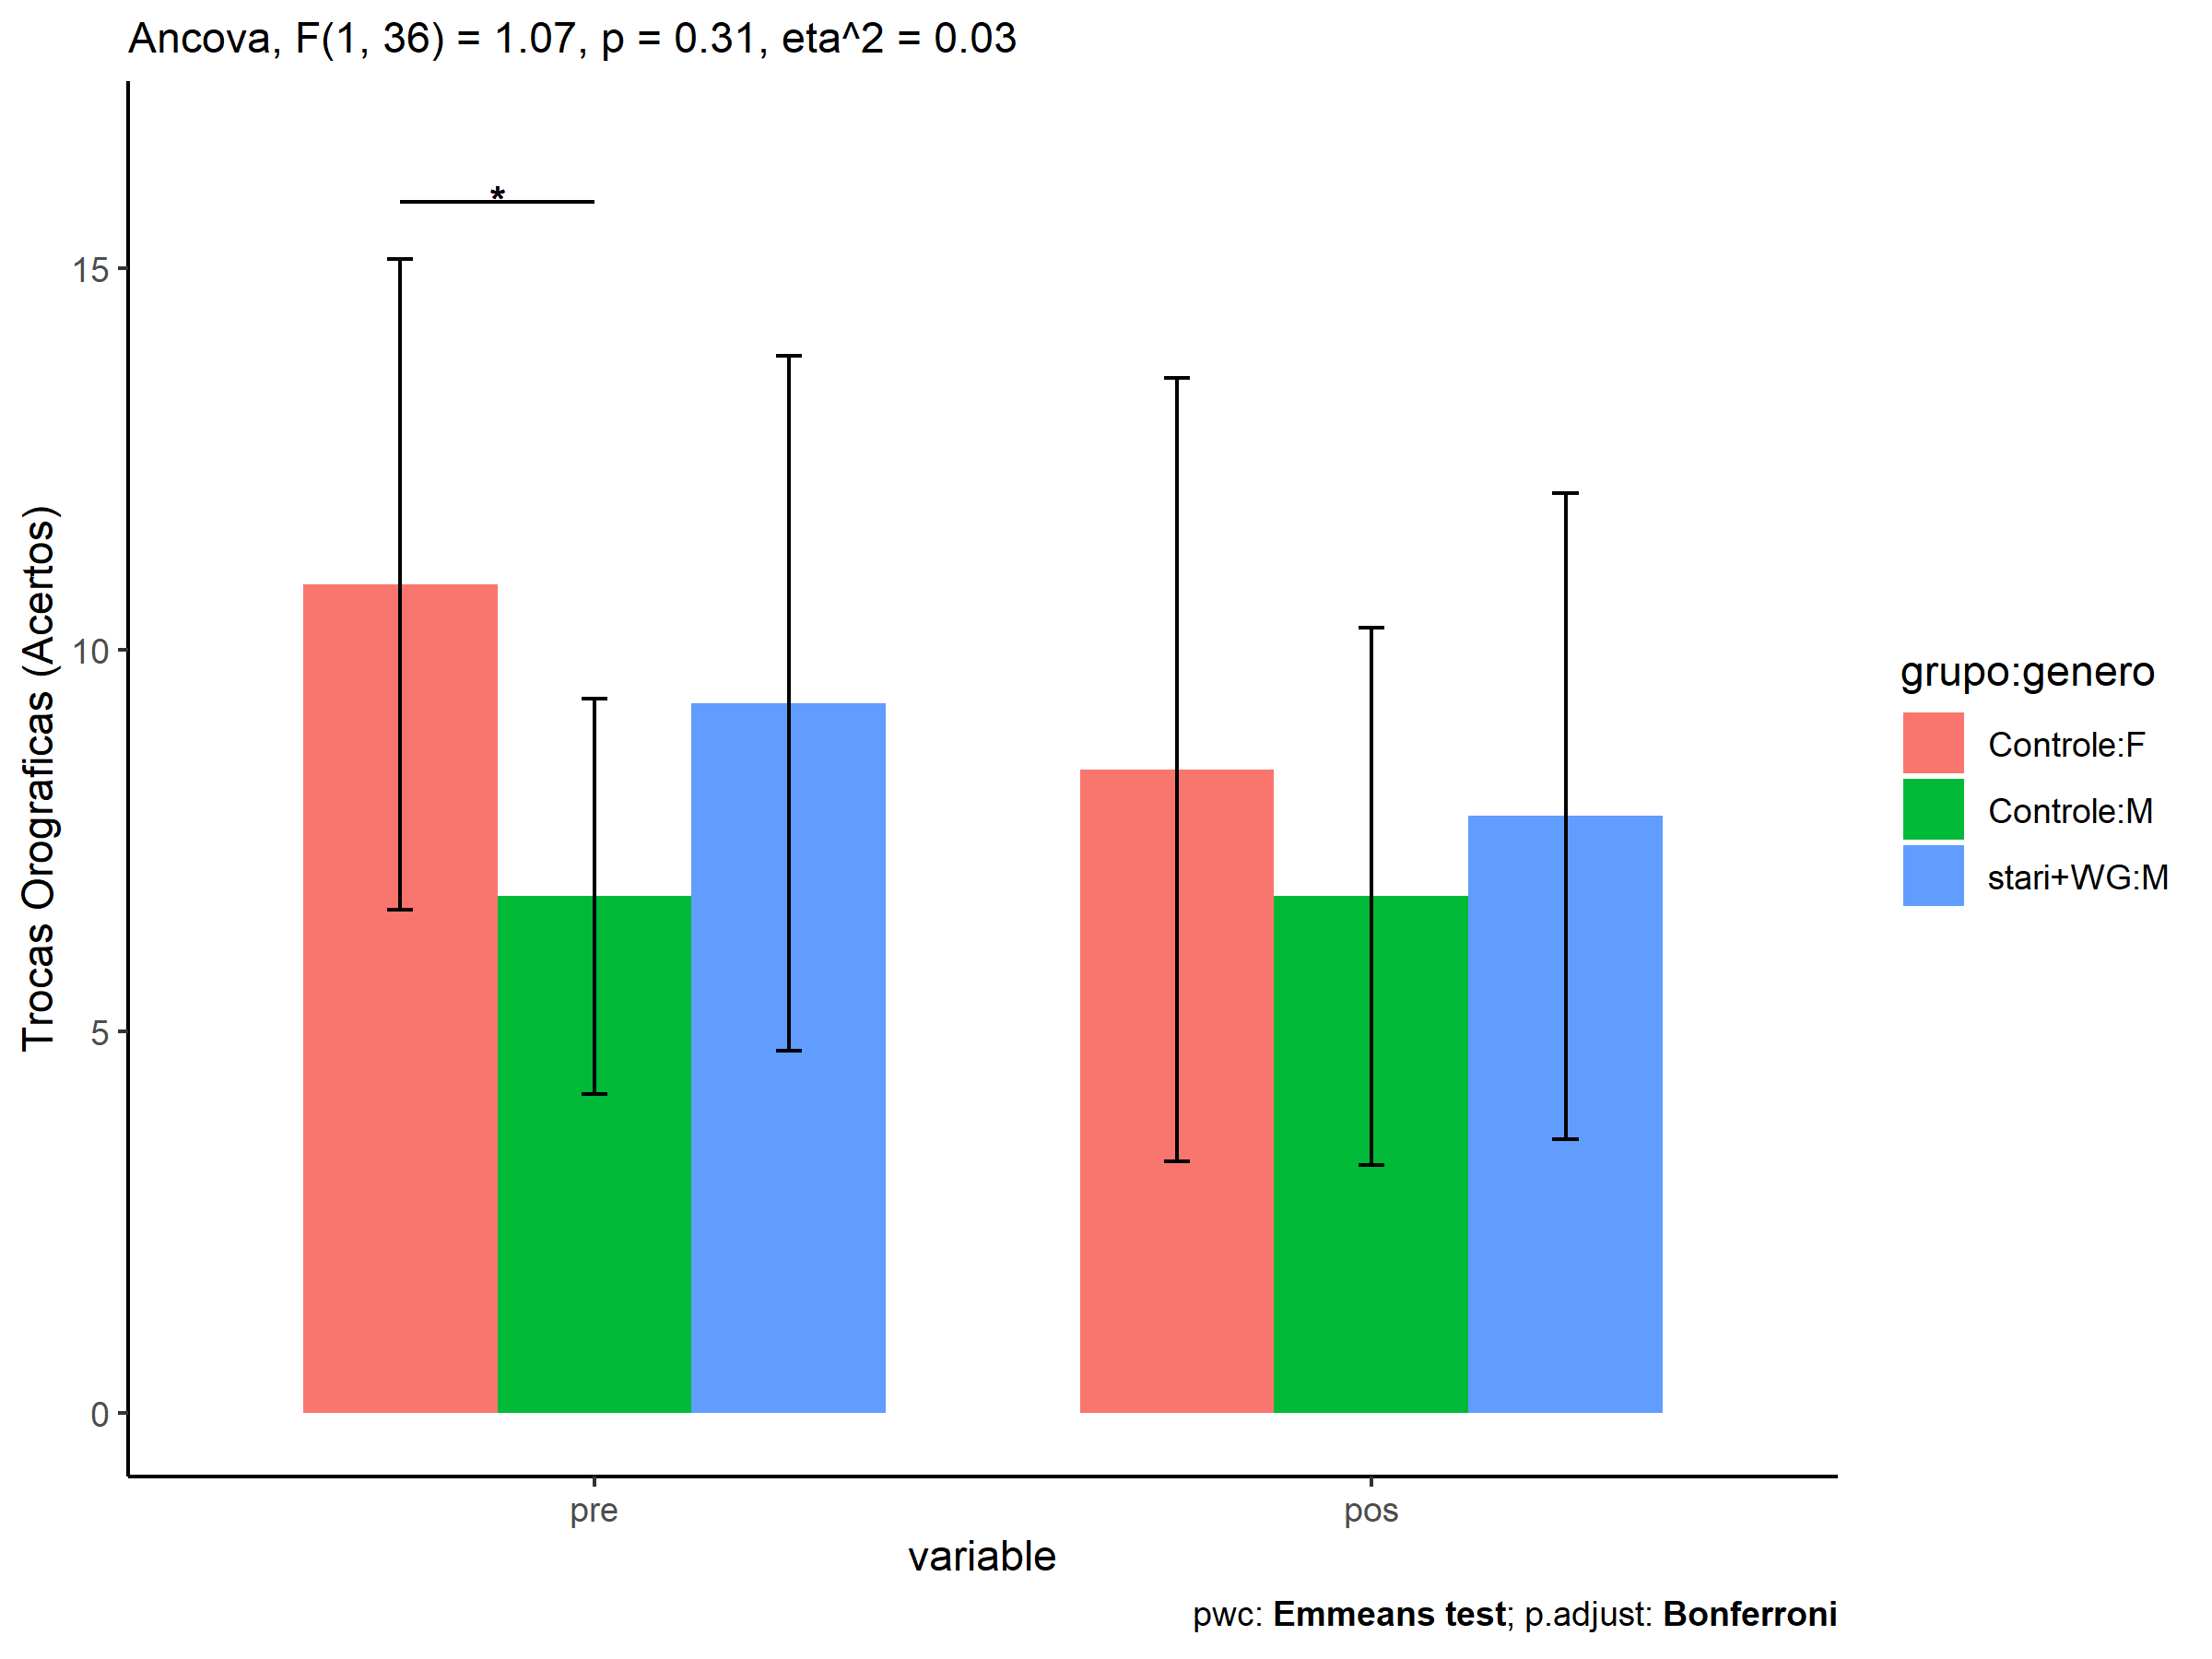 Ancova, F(1, 36) = 1.07, p = 0.31, eta^2 = 0.03
*
Trocas Orograficas (Acertos)
15
10
5
0
pre
pos
variable
grupo:genero
Controle:F
Controle:M
stari+WG:M
pwc: Emmeans test; p.adjust: Bonferroni